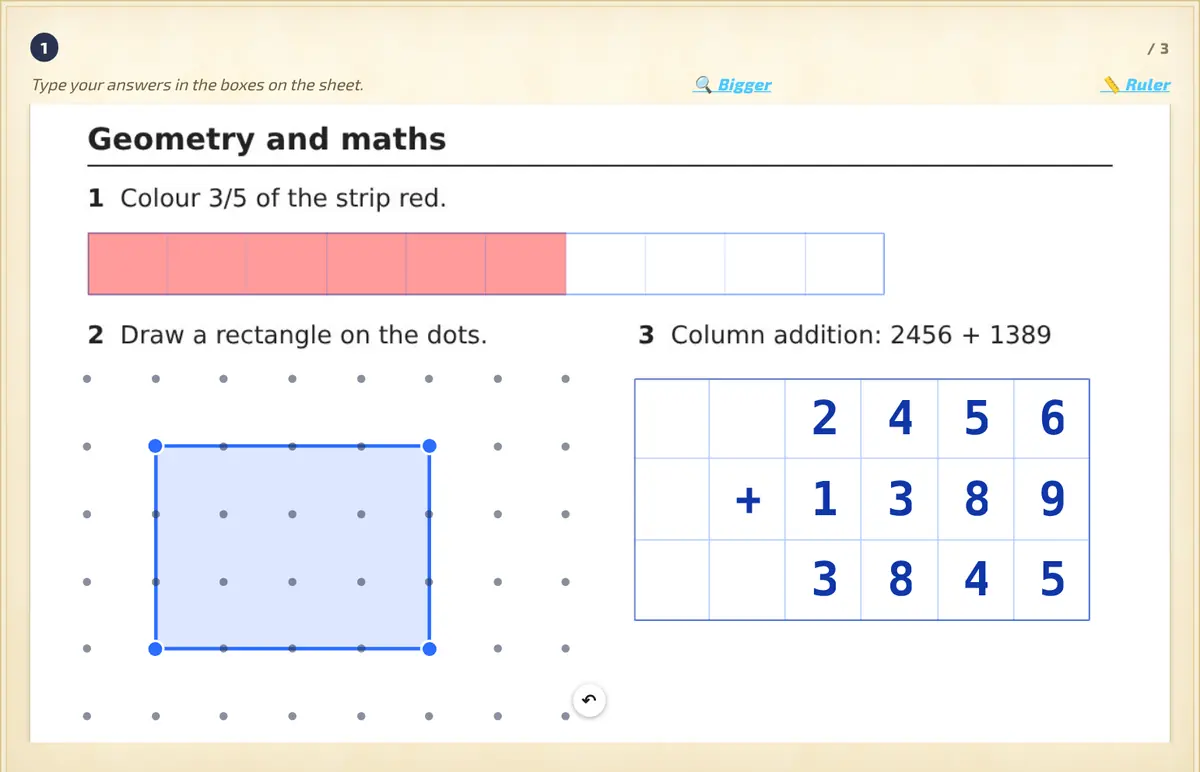 1
/ 3
Type your answers in the boxes on the sheet.
🔍 Bigger
📏 Ruler
Geometry and maths
1 Colour 3/5 of the strip red.
2 Draw a rectangle on the dots.
3 Column addition: 2456 + 1389
2 4 5 6
+ 1 3 8 9
3 8 4 5